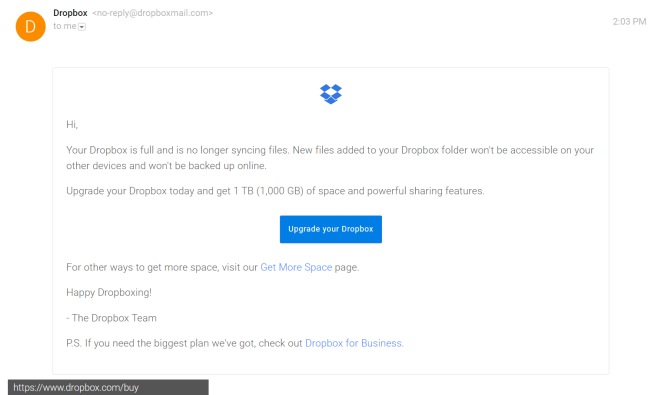 D
Dropbox <no-reply@dropboxmail.com>
to me
2:03 PM
Hi,
Your Dropbox is full and is no longer syncing files. New files added to your Dropbox folder won't be accessible on your
other devices and won't be backed up online.
Upgrade your Dropbox today and get 1 TB (1,000 GB) of space and powerful sharing features.
Upgrade your Dropbox
For other ways to get more space, visit our Get More Space page.
Happy Dropboxing!
- The Dropbox Team
P.S. If you need the biggest plan we've got, check out Dropbox for Business.
https://www.dropbox.com/buy